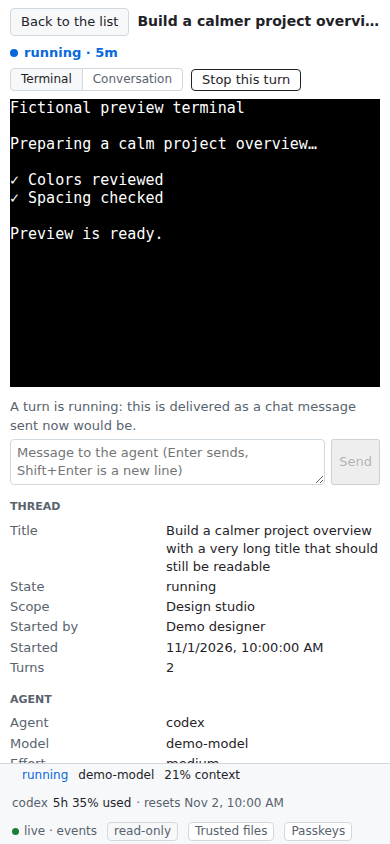 Back to the list Build a calmer project overvi…
running · 5m
Terminal Conversation Stop this turn
Fictional preview terminal
Preparing a calm project overview…
✓ Colors reviewed
✓ Spacing checked
Preview is ready.
A turn is running: this is delivered as a chat message
sent now would be.
Message to the agent (Enter sends,
Shift+Enter is a new line)
Send
THREAD
Title Build a calmer project overview
with a very long title that should
still be readable
State running
Scope Design studio
Started by Demo designer
Started 11/1/2026, 10:00:00 AM
Turns 2
AGENT
Agent codex
Model demo-model
Effort medium
running demo-model 21% context
codex 5h 35% used · resets Nov 2, 10:00 AM
live · events read-only Trusted files Passkeys